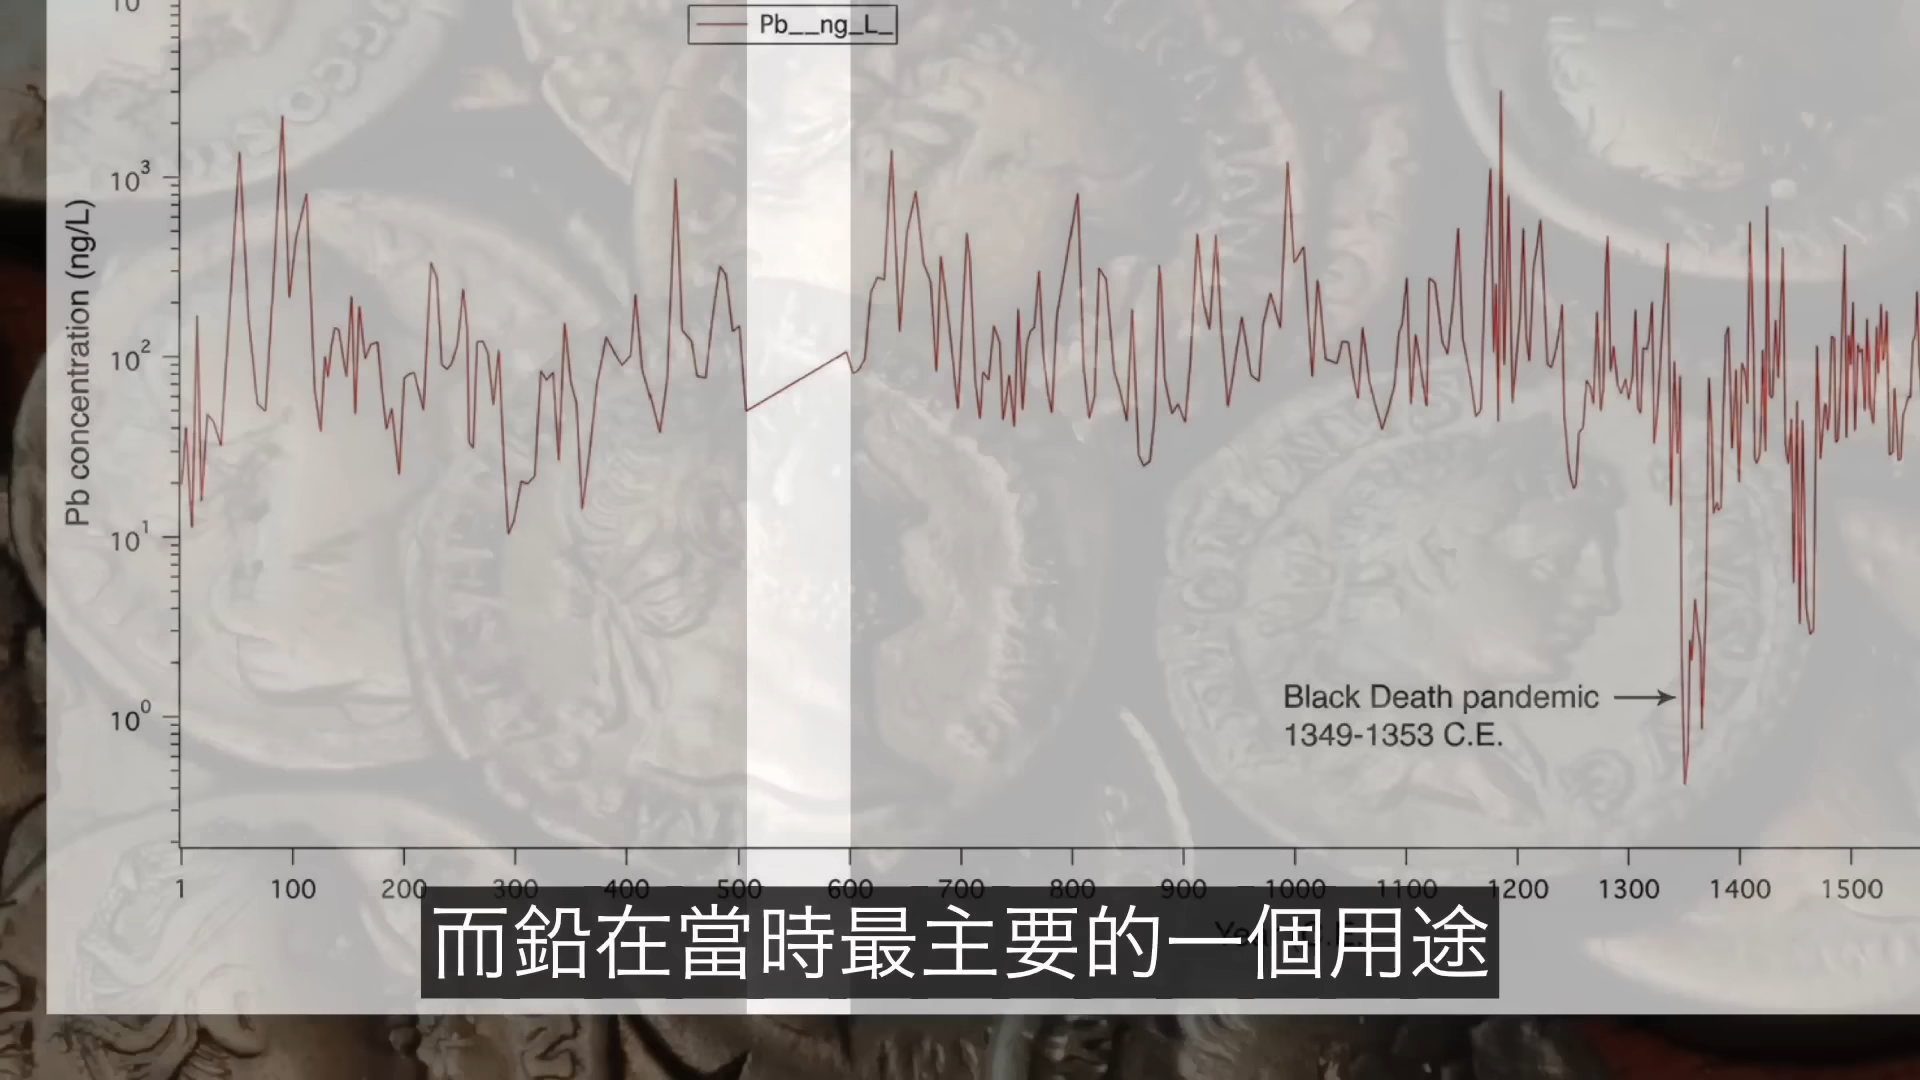 Pb__ng_L_
Pb concentration (ng/L)
10³
10²
10¹
10⁰
Black Death pandemic
1349-1353 C.E.
1 100 200 300 400 500 600 700 800 900 1000 1100 1200 1300 1400 1500
而鉛在當時最主要的一個用途